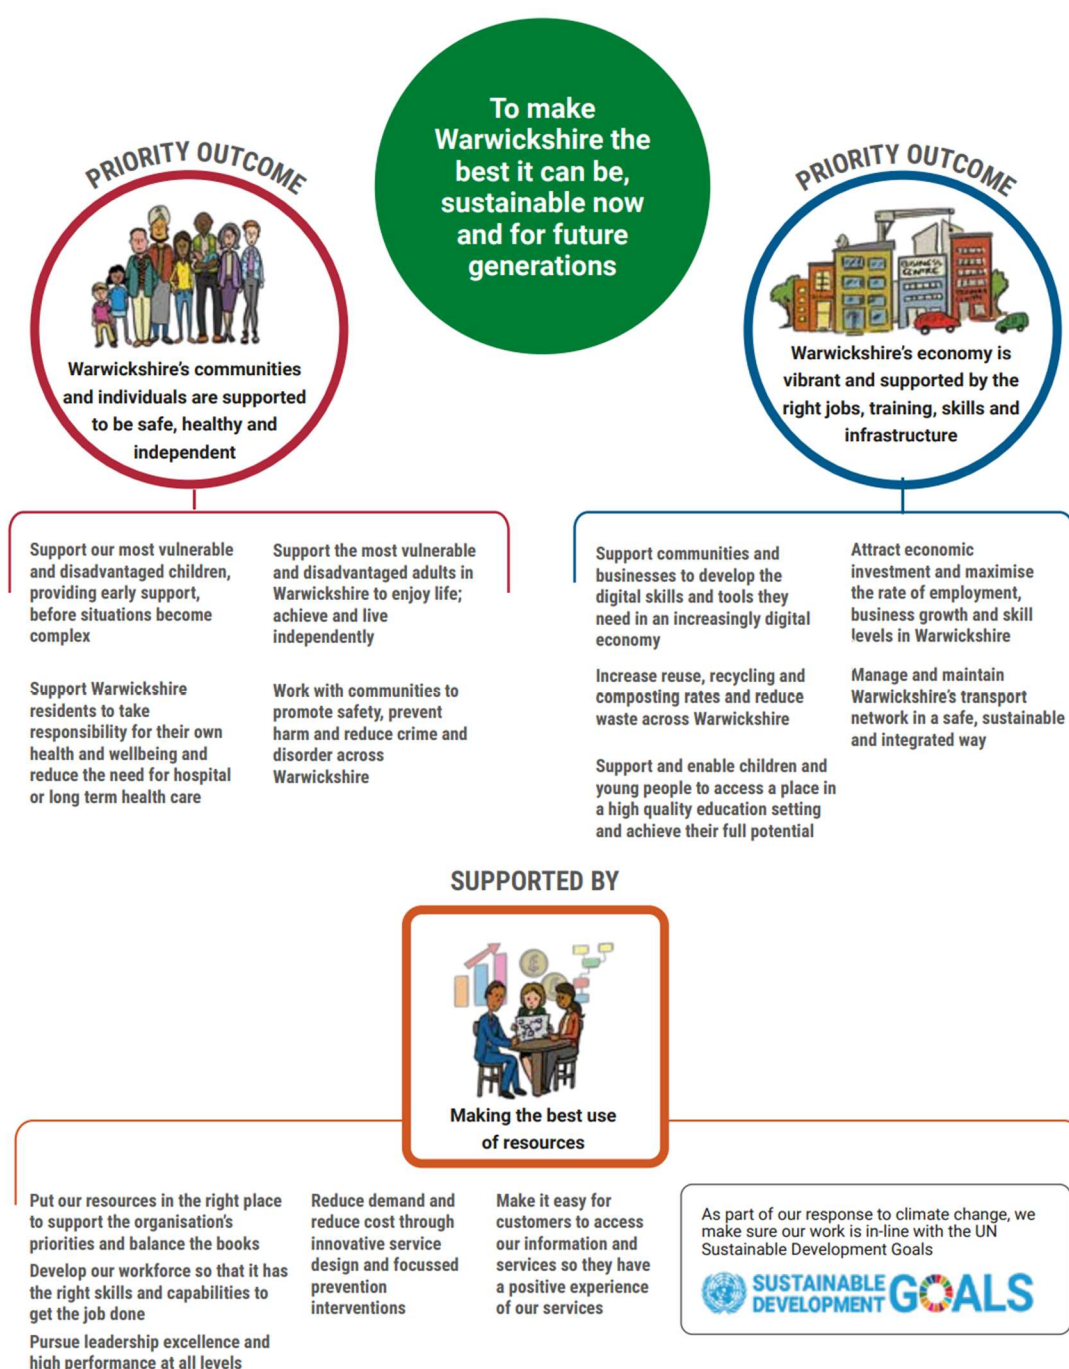 To make
Warwickshire the
best it can be,
sustainable now
and for future
generations
PRIORITY OUTCOME
Warwickshire's communities
and individuals are supported
to be safe, healthy and
independent
Support our most vulnerable
and disadvantaged children,
providing early support,
before situations become
complex
Support the most vulnerable
and disadvantaged adults in
Warwickshire to enjoy life;
achieve and live
independently
Support Warwickshire
residents to take
responsibility for their own
health and wellbeing and
reduce the need for hospital
or long term health care
Work with communities to
promote safety, prevent
harm and reduce crime and
disorder across
Warwickshire
PRIORITY OUTCOME
BUSINESS
CENTRE
Warwickshire's economy is
vibrant and supported by the
right jobs, training, skills and
infrastructure
Support communities and
businesses to develop the
digital skills and tools they
need in an increasingly digital
economy
Attract economic
investment and maximise
the rate of employment,
business growth and skill
levels in Warwickshire
Increase reuse, recycling and
composting rates and reduce
waste across Warwickshire
Manage and maintain
Warwickshire's transport
network in a safe, sustainable
and integrated way
Support and enable children and
young people to access a place in
a high quality education setting
and achieve their full potential
SUPPORTED BY
£
Making the best use
of resources
Put our resources in the right place
to support the organisation's
priorities and balance the books
Develop our workforce so that it has
the right skills and capabilities to
get the job done
Pursue leadership excellence and
high performance at all levels
Reduce demand and
reduce cost through
innovative service
design and focussed
prevention
interventions
Make it easy for
customers to access
our information and
services so they have
a positive experience
of our services
As part of our response to climate change, we
make sure our work is in-line with the UN
Sustainable Development Goals
SUSTAINABLE
DEVELOPMENT GOALS